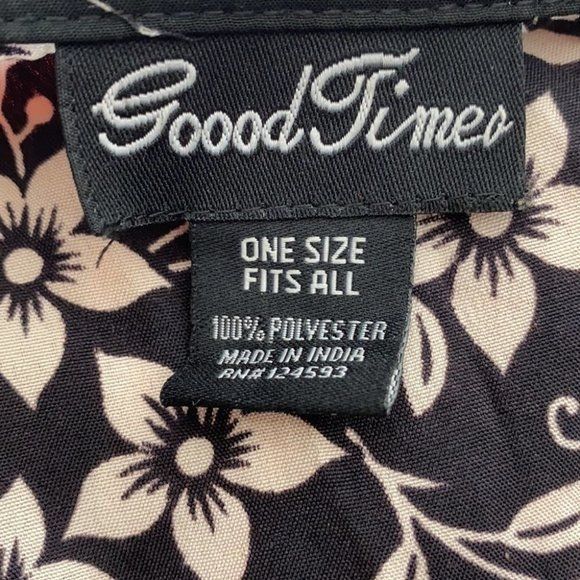 Goood Times
ONE SIZE
FITS ALL
100% POLYESTER
MADE IN INDIA
RN# 124593